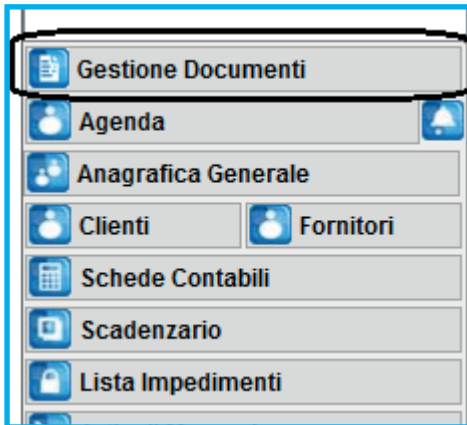 Gestione Documenti
Agenda
Anagrafica Generale
Clienti Fornitori
Schede Contabili
Scadenzario
Lista Impedimenti